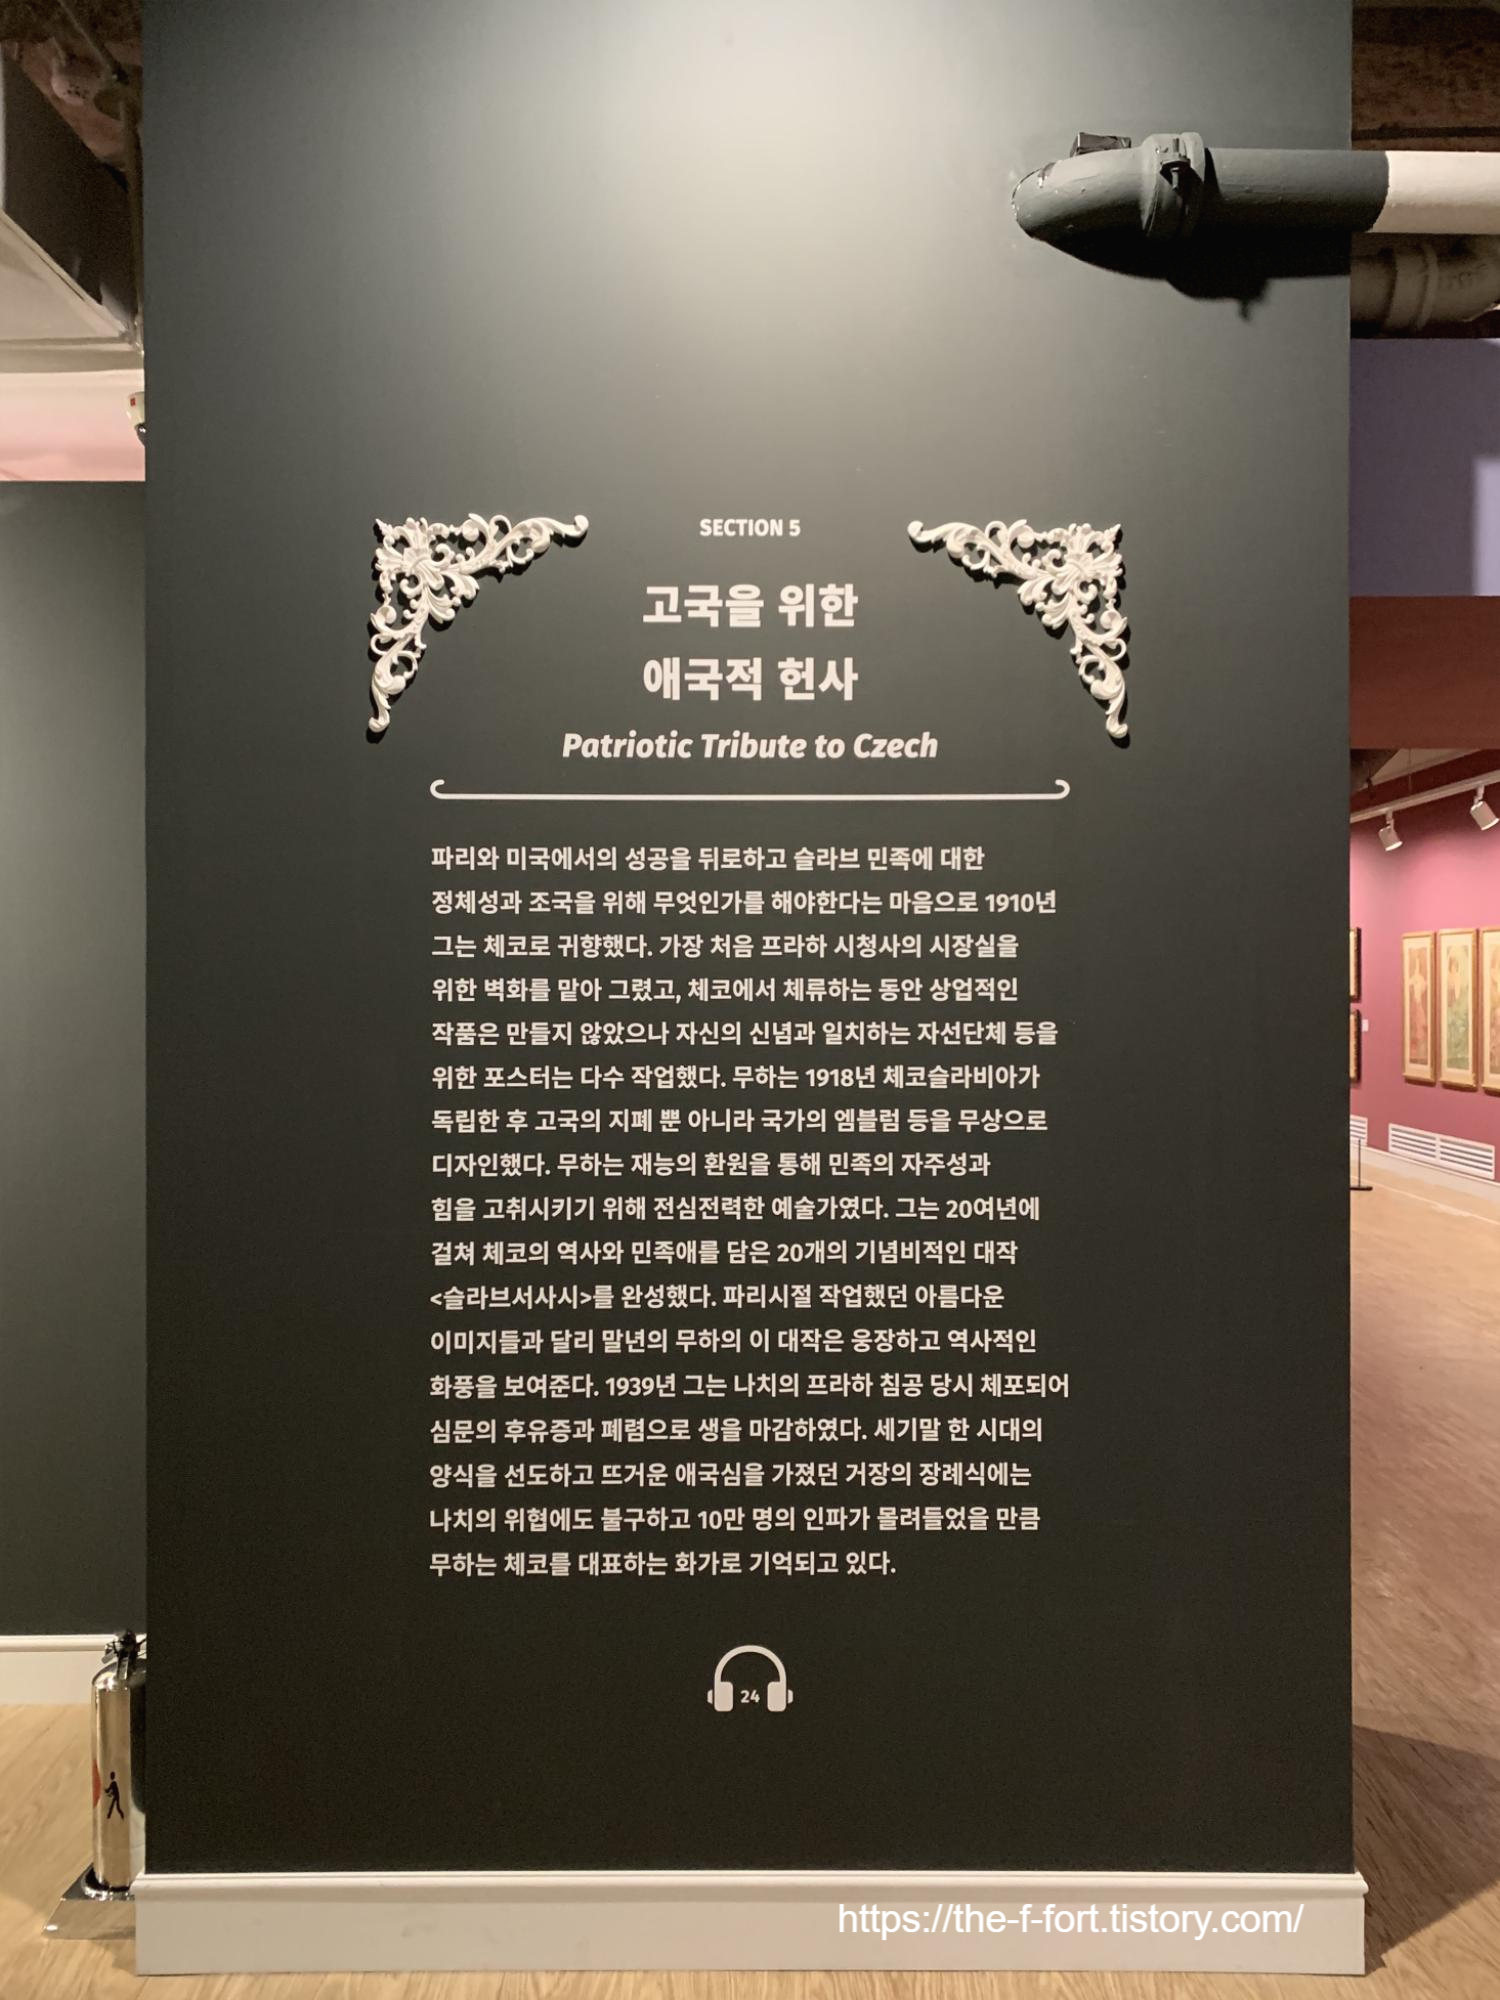 SECTION 5
고국을 위한
애국적 헌사
Patriotic Tribute to Czech
파리와 미국에서의 성공을 뒤로하고 슬라브 민족에 대한
정체성과 조국을 위해 무엇인가를 해야한다는 마음으로 1910년
그는 체코로 귀향했다. 가장 처음 프라하 시청사의 시장실을
위한 벽화를 맡아 그렸고, 체코에서 체류하는 동안 상업적인
작품은 만들지 않았으나 자신의 신념과 일치하는 자선단체 등을
위한 포스터는 다수 작업했다. 무하는 1918년 체코슬라비아가
독립한 후 고국의 지폐 뿐 아니라 국가의 엠블럼 등을 무상으로
디자인했다. 무하는 재능의 환원을 통해 민족의 자주성과
힘을 고취시키기 위해 전심전력한 예술가였다. 그는 20여년에
걸쳐 체코의 역사와 민족애를 담은 20개의 기념비적인 대작
<슬라브서사시>를 완성했다. 파리시절 작업했던 아름다운
이미지들과 달리 말년의 무하의 이 대작은 웅장하고 역사적인
화풍을 보여준다. 1939년 그는 나치의 프라하 침공 당시 체포되어
심문의 후유증과 폐렴으로 생을 마감하였다. 세기말 한 시대의
양식을 선도하고 뜨거운 애국심을 가졌던 거장의 장례식에는
나치의 위협에도 불구하고 10만 명의 인파가 몰려들었을 만큼
무하는 체코를 대표하는 화가로 기억되고 있다.
24
https://the-f-fort.tistory.com/